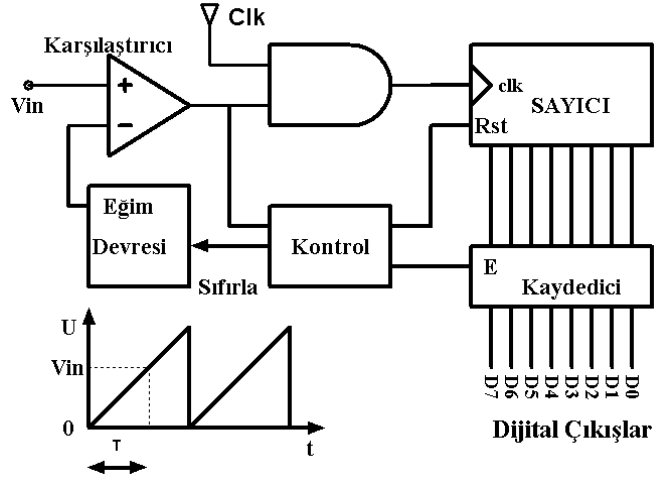 Clk
Karşılaştırıcı
Vin
+
−
clk
SAYICI
Rst
Eğim
Devresi
Kontrol
Sıfırla
E
Kaydedici
D7 D6 D5 D4 D3 D2 D1 D0
Dijital Çıkışlar
U
Vin
0
t
T